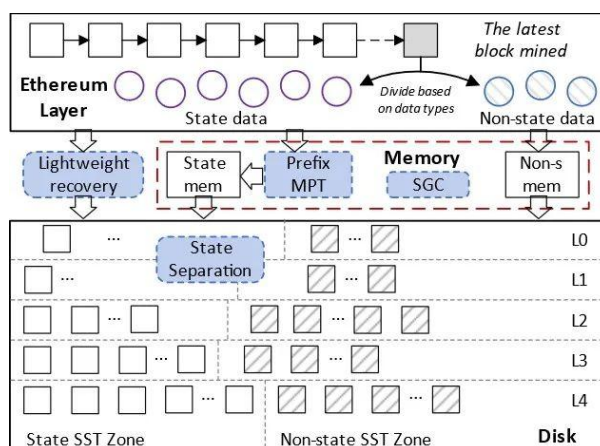 The latest
block mined
Ethereum
Layer
Divide based
on data types
State data
Non-state data
Lightweight
recovery
State
mem
Prefix
MPT
Memory
SGC
Non-s
mem
... ... L0
State
Separation
... ... L1
... ... L2
... ... L3
... ... L4
State SST Zone Non-state SST Zone Disk